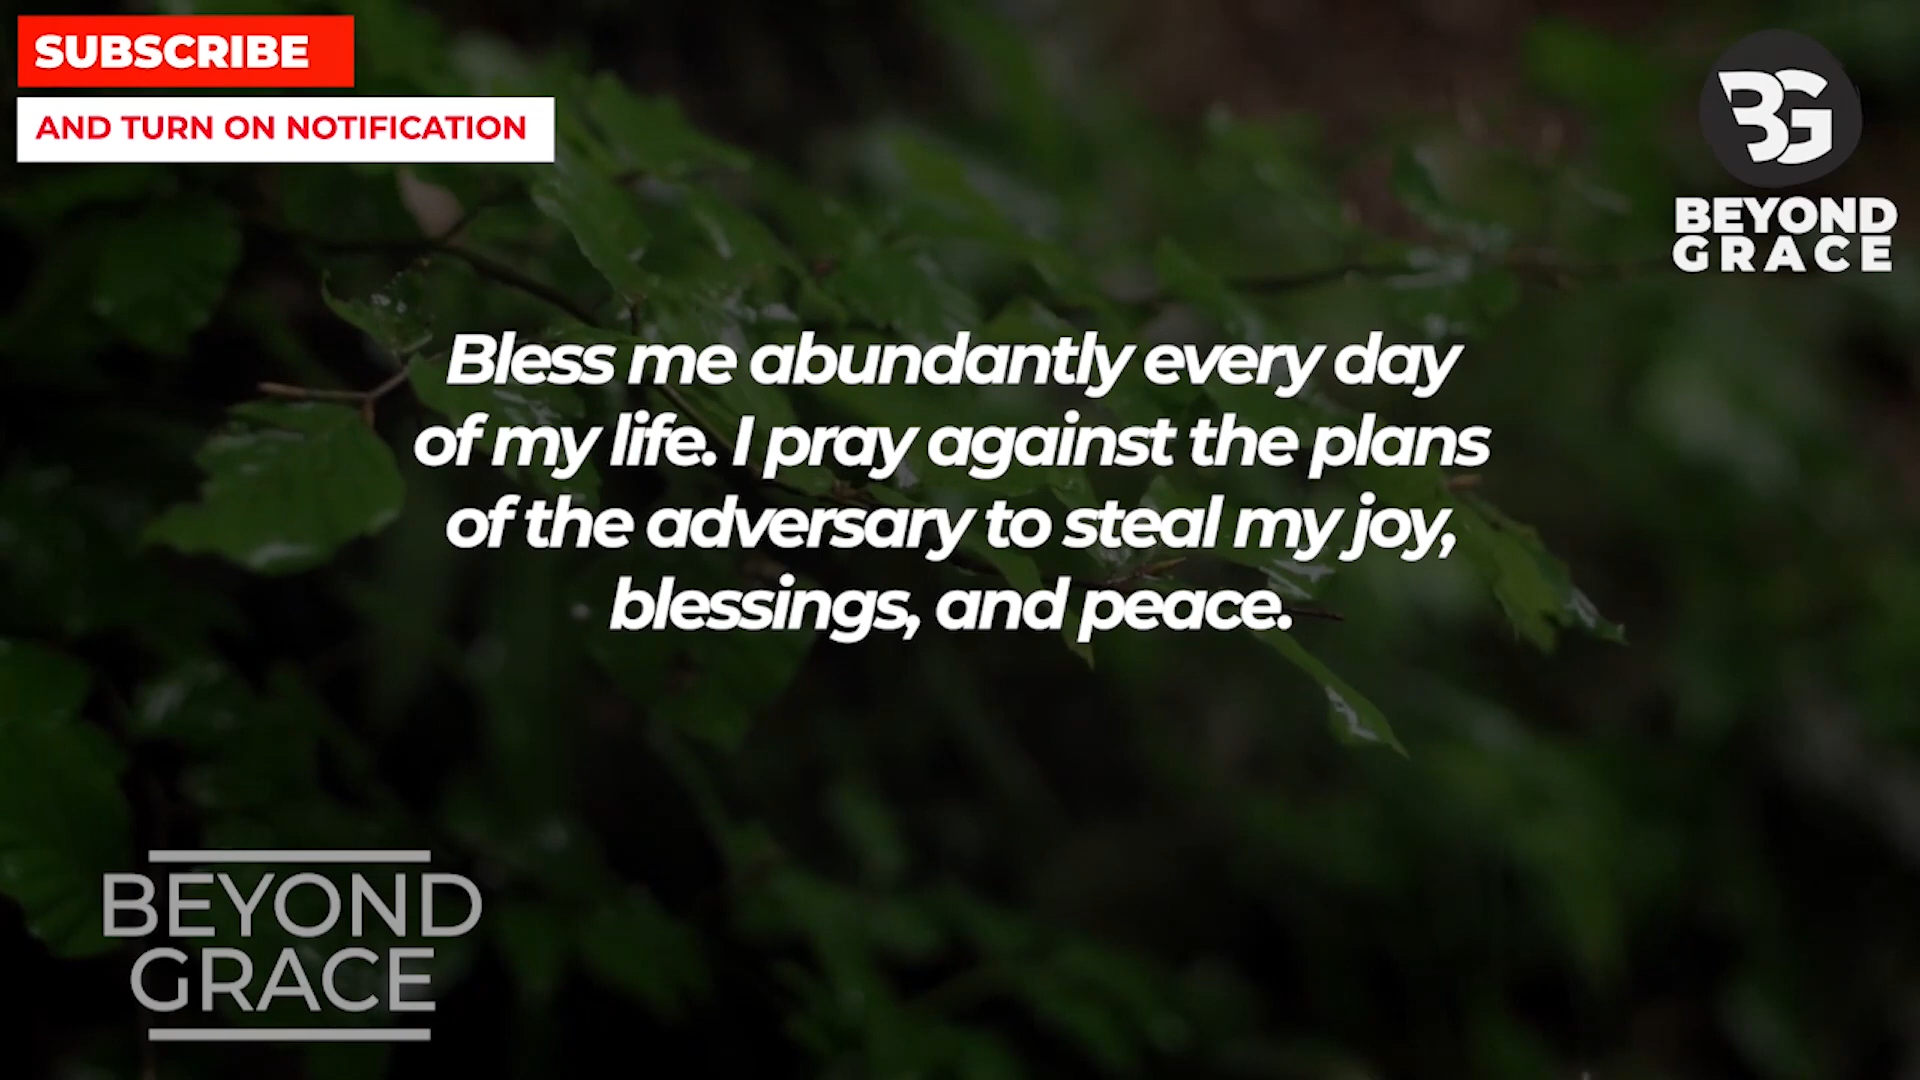 SUBSCRIBE
AND TURN ON NOTIFICATION
BG
BEYOND
GRACE
Bless me abundantly every day
of my life. I pray against the plans
of the adversary to steal my joy,
blessings, and peace.
BEYOND
GRACE